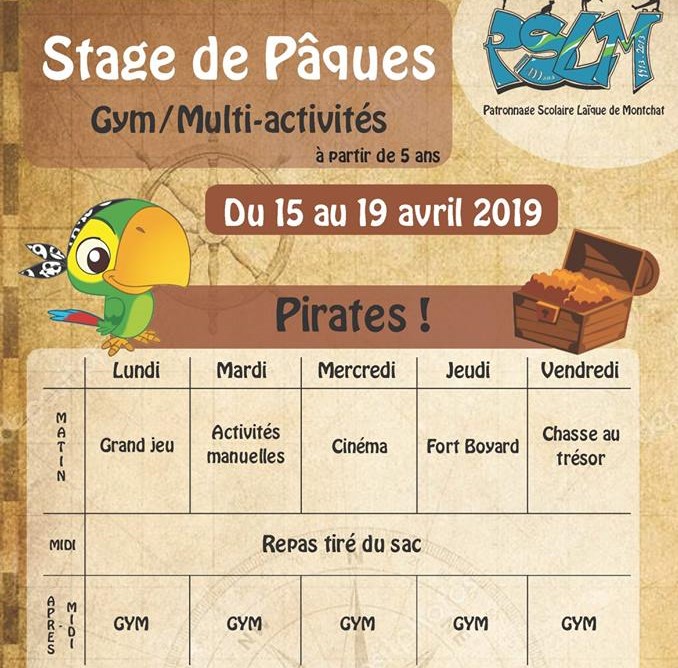 Stage de Pâques
Gym/Multi-activités
à partir de 5 ans
PSLM
1913-2013
Patronnage Scolaire Laïque de Montchat
Du 15 au 19 avril 2019
Pirates !
Lundi Mardi Mercredi Jeudi Vendredi
MATIN
Grand jeu
Activités
manuelles
Cinéma
Fort Boyard
Chasse au
trésor
MIDI
Repas tiré du sac
APRES-MIDI
GYM GYM GYM GYM GYM